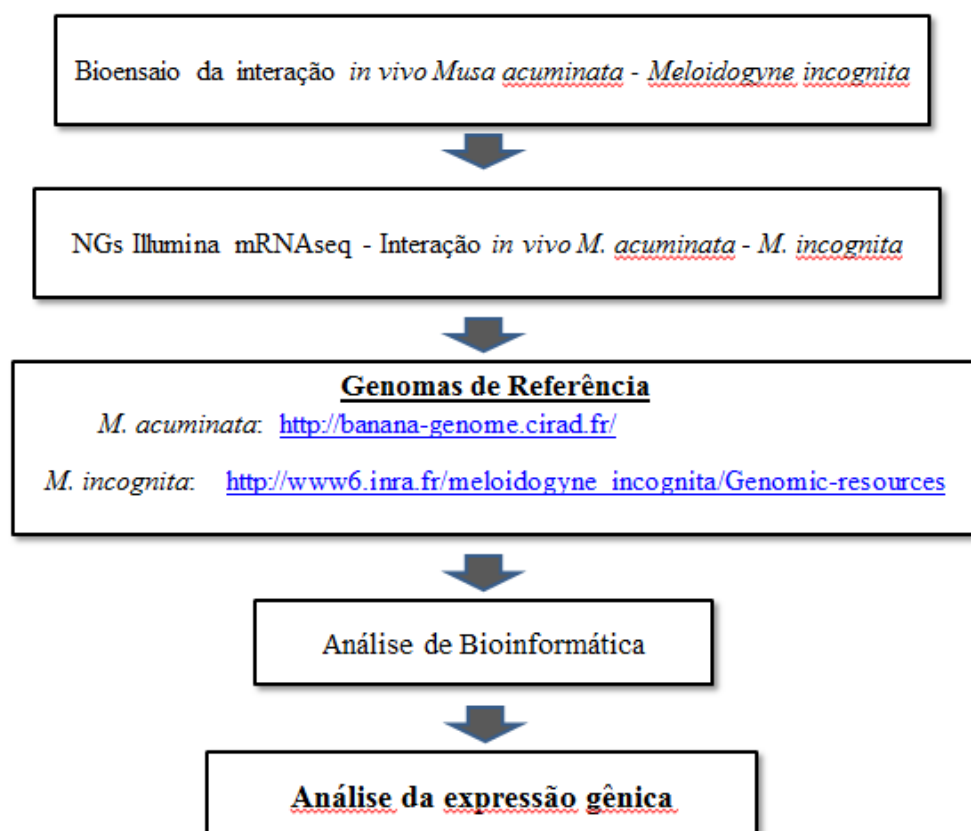 Bioensaio da interação in vivo Musa acuminata - Meloidogyne incognita
NGs Illumina mRNAseq - Interação in vivo M. acuminata - M. incognita
Genomas de Referência
M. acuminata: http://banana-genome.cirad.fr/
M. incognita: http://www6.inra.fr/meloidogyne_incognita/Genomic-resources
Análise de Bioinformática
Análise da expressão gênica